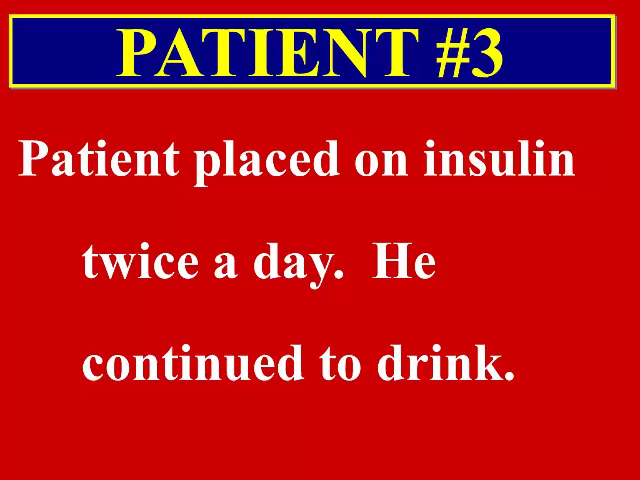 PATIENT #3
Patient placed on insulin
twice a day.  He
continued to drink.